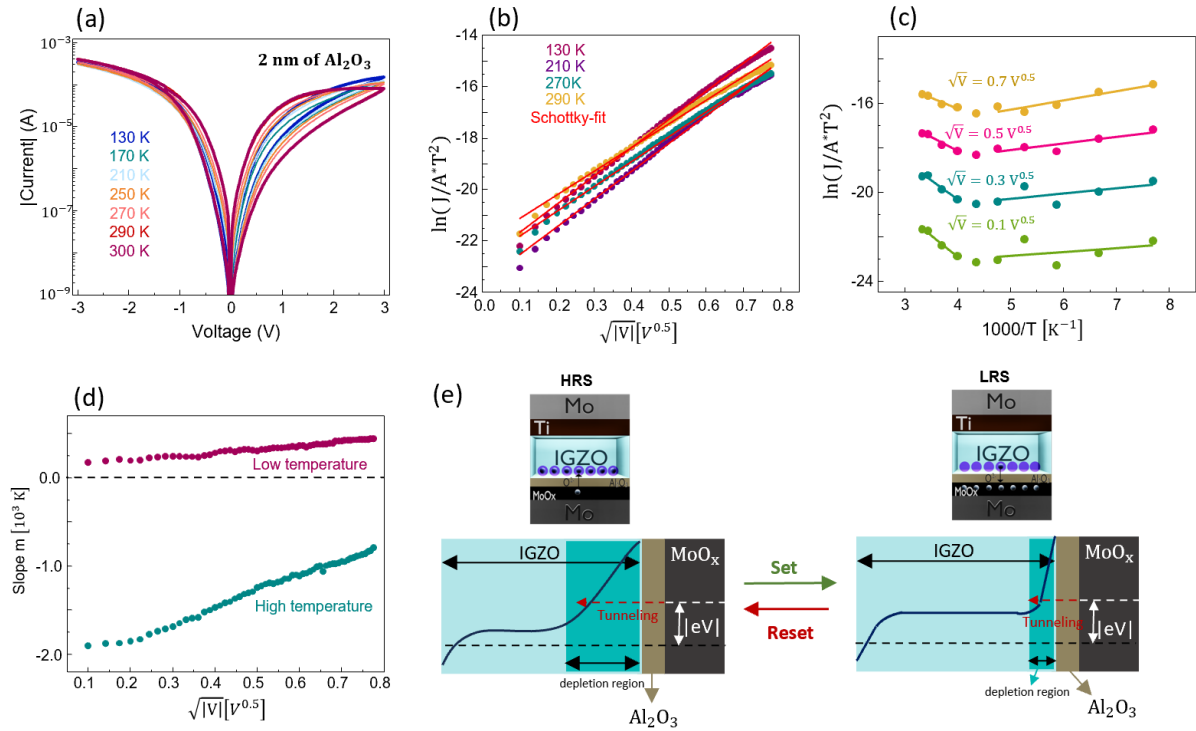 (a)
2 nm of Al₂O₃
|Current| (A)
10⁻³
10⁻⁵
10⁻⁷
10⁻⁹
130 K
170 K
210 K
250 K
270 K
290 K
300 K
-3 -2 -1 0 1 2 3
Voltage (V)
(b)
130 K
210 K
270K
290 K
Schottky-fit
ln( J/A*T²)
-14
-16
-18
-20
-22
-24
0.0 0.1 0.2 0.3 0.4 0.5 0.6 0.7 0.8
√|V|[V^0.5]
(c)
√V = 0.7 V^0.5
√V = 0.5 V^0.5
√V = 0.3 V^0.5
√V = 0.1 V^0.5
ln( J/A*T²)
-16
-20
-24
3 4 5 6 7 8
1000/T [K⁻¹]
(d)
Low temperature
High temperature
Slope m [10³ K]
0.0
-1.0
-2.0
0.1 0.2 0.3 0.4 0.5 0.6 0.7 0.8
√|V|[V^0.5]
(e)
HRS
Mo
Ti
IGZO
MoOx
Mo
IGZO
MoOₓ
Tunneling
|eV|
depletion region
Al₂O₃
Set
Reset
LRS
Mo
Ti
IGZO
MoOx
Mo
IGZO
MoOₓ
Tunneling
|eV|
depletion region
Al₂O₃